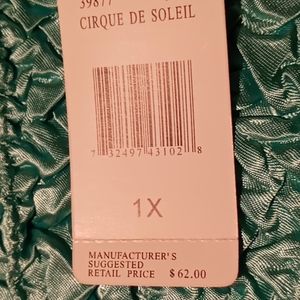 39877
CIRQUE DE SOLEIL
7 32497 43102 8
1X
MANUFACTURER'S
SUGGESTED
RETAIL PRICE $62.00